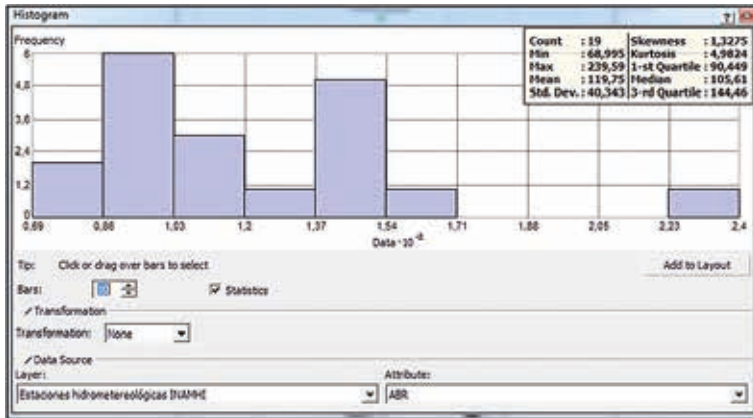 Histogram
Frequency
Count : 19 Skewness : 1,3275
Min : 68,995 Kurtosis : 4,9824
Max : 239,59 1-st Quartile : 90,449
Mean : 119,75 Median : 105,61
Std. Dev. : 40,343 3-rd Quartile : 144,46
6
4,8
3,6
2,4
1,2
0
0,69 0,86 1,03 1,2 1,37 1,54 1,71 1,88 2,05 2,23 2,4
Data·10
Tip: Click or drag over bars to select
Add to Layout
Bars: 10 Statistics
Transformation
Transformation: None
Data Source
Layer: Attribute:
Estaciones hidrometereológicas INAMHI ABR